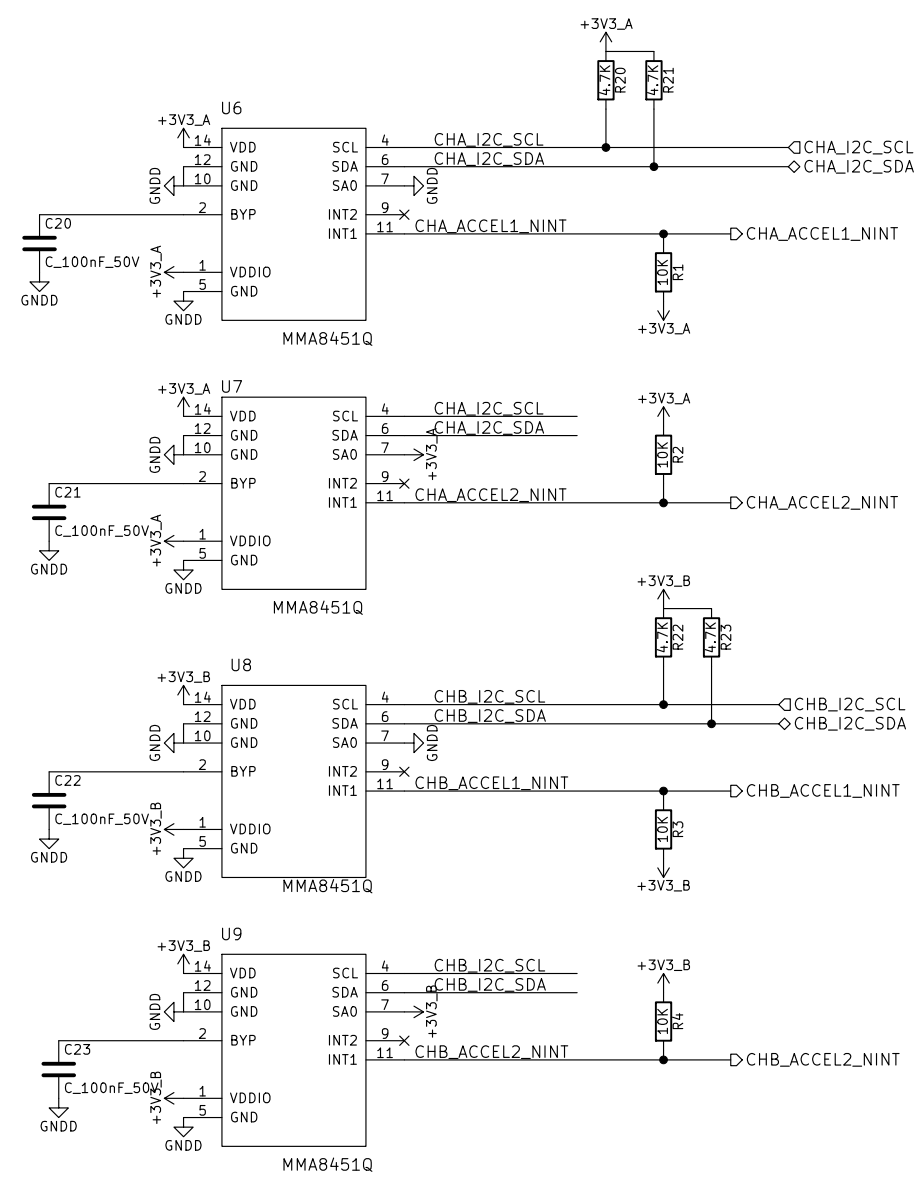 +3V3_A
4.7K R20 4.7K R21
U6
+3V3_A
14 VDD SCL 4 CHA_I2C_SCL CHA_I2C_SCL
12 GND SDA 6 CHA_I2C_SDA CHA_I2C_SDA
GNDD 10 GND SA0 7 GNDD
2 BYP INT2 9
C20
INT1 11 CHA_ACCEL1_NINT CHA_ACCEL1_NINT
C_100nF_50V
+3V3_A 1 VDDIO 10K R1
5 GND
GNDD
GNDD
+3V3_A
MMA8451Q
U7
+3V3_A
+3V3_A
14 VDD SCL 4 CHA_I2C_SCL
12 GND SDA 6 CHA_I2C_SDA
GNDD 10 GND SA0 7 +3V3_A 10K R2
2 BYP INT2 9
C21
INT1 11 CHA_ACCEL2_NINT CHA_ACCEL2_NINT
C_100nF_50V
+3V3_A 1 VDDIO
5 GND
GNDD
GNDD
MMA8451Q
+3V3_B
4.7K R22 4.7K R23
U8
+3V3_B
14 VDD SCL 4 CHB_I2C_SCL CHB_I2C_SCL
12 GND SDA 6 CHB_I2C_SDA CHB_I2C_SDA
GNDD 10 GND SA0 7 GNDD
2 BYP INT2 9
C22
INT1 11 CHB_ACCEL1_NINT CHB_ACCEL1_NINT
C_100nF_50V
+3V3_B 1 VDDIO 10K R3
5 GND
GNDD
GNDD
+3V3_B
MMA8451Q
U9
+3V3_B
+3V3_B
14 VDD SCL 4 CHB_I2C_SCL
12 GND SDA 6 CHB_I2C_SDA
GNDD 10 GND SA0 7 +3V3_B 10K R4
2 BYP INT2 9
C23
INT1 11 CHB_ACCEL2_NINT CHB_ACCEL2_NINT
C_100nF_50V
+3V3_B 1 VDDIO
5 GND
GNDD
GNDD
MMA8451Q